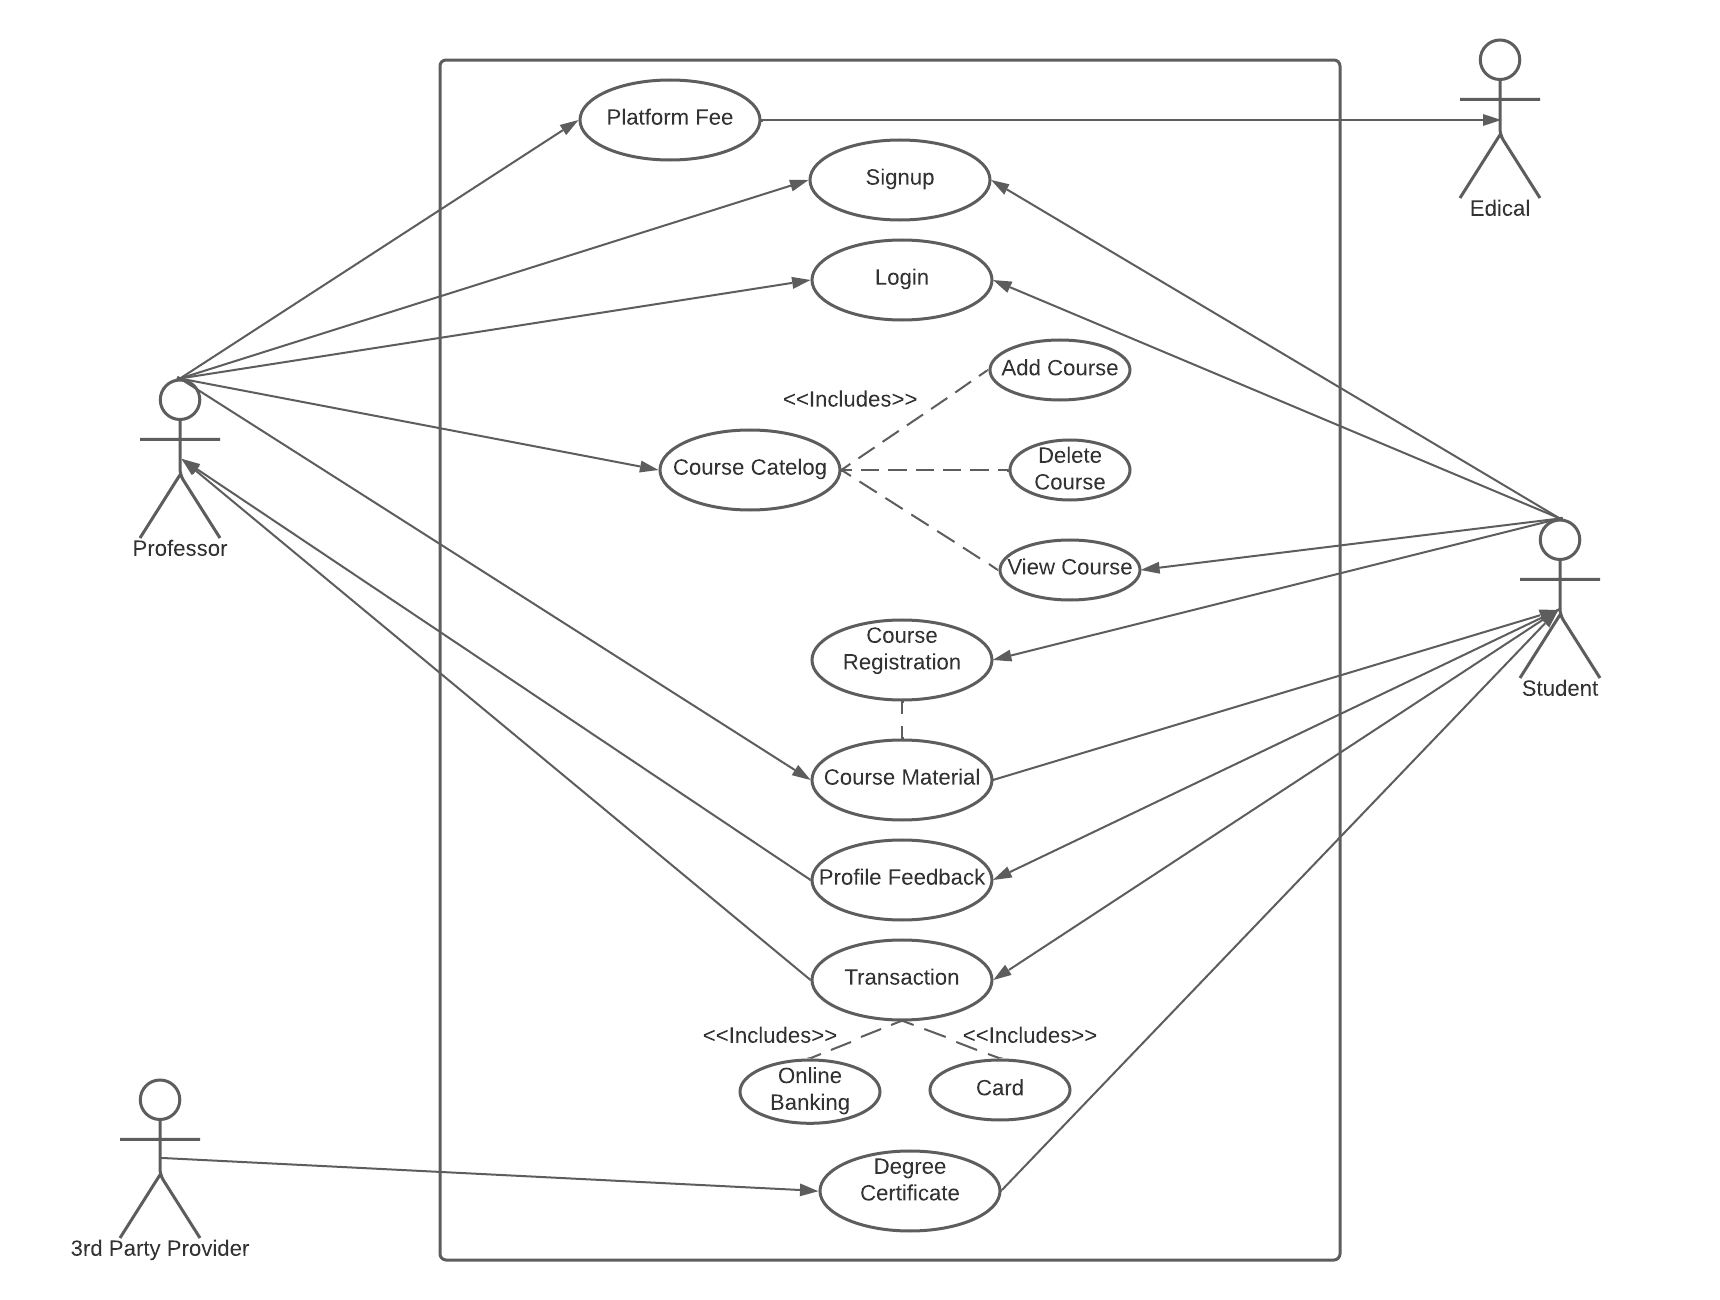 Platform Fee
Signup
Edical
Login
Add Course
<<Includes>>
Course Catelog
Delete
Course
Professor
View Course
Course
Registration
Student
Course Material
Profile Feedback
Transaction
<<Includes>>
<<Includes>>
Online
Banking
Card
Degree
Certificate
3rd Party Provider